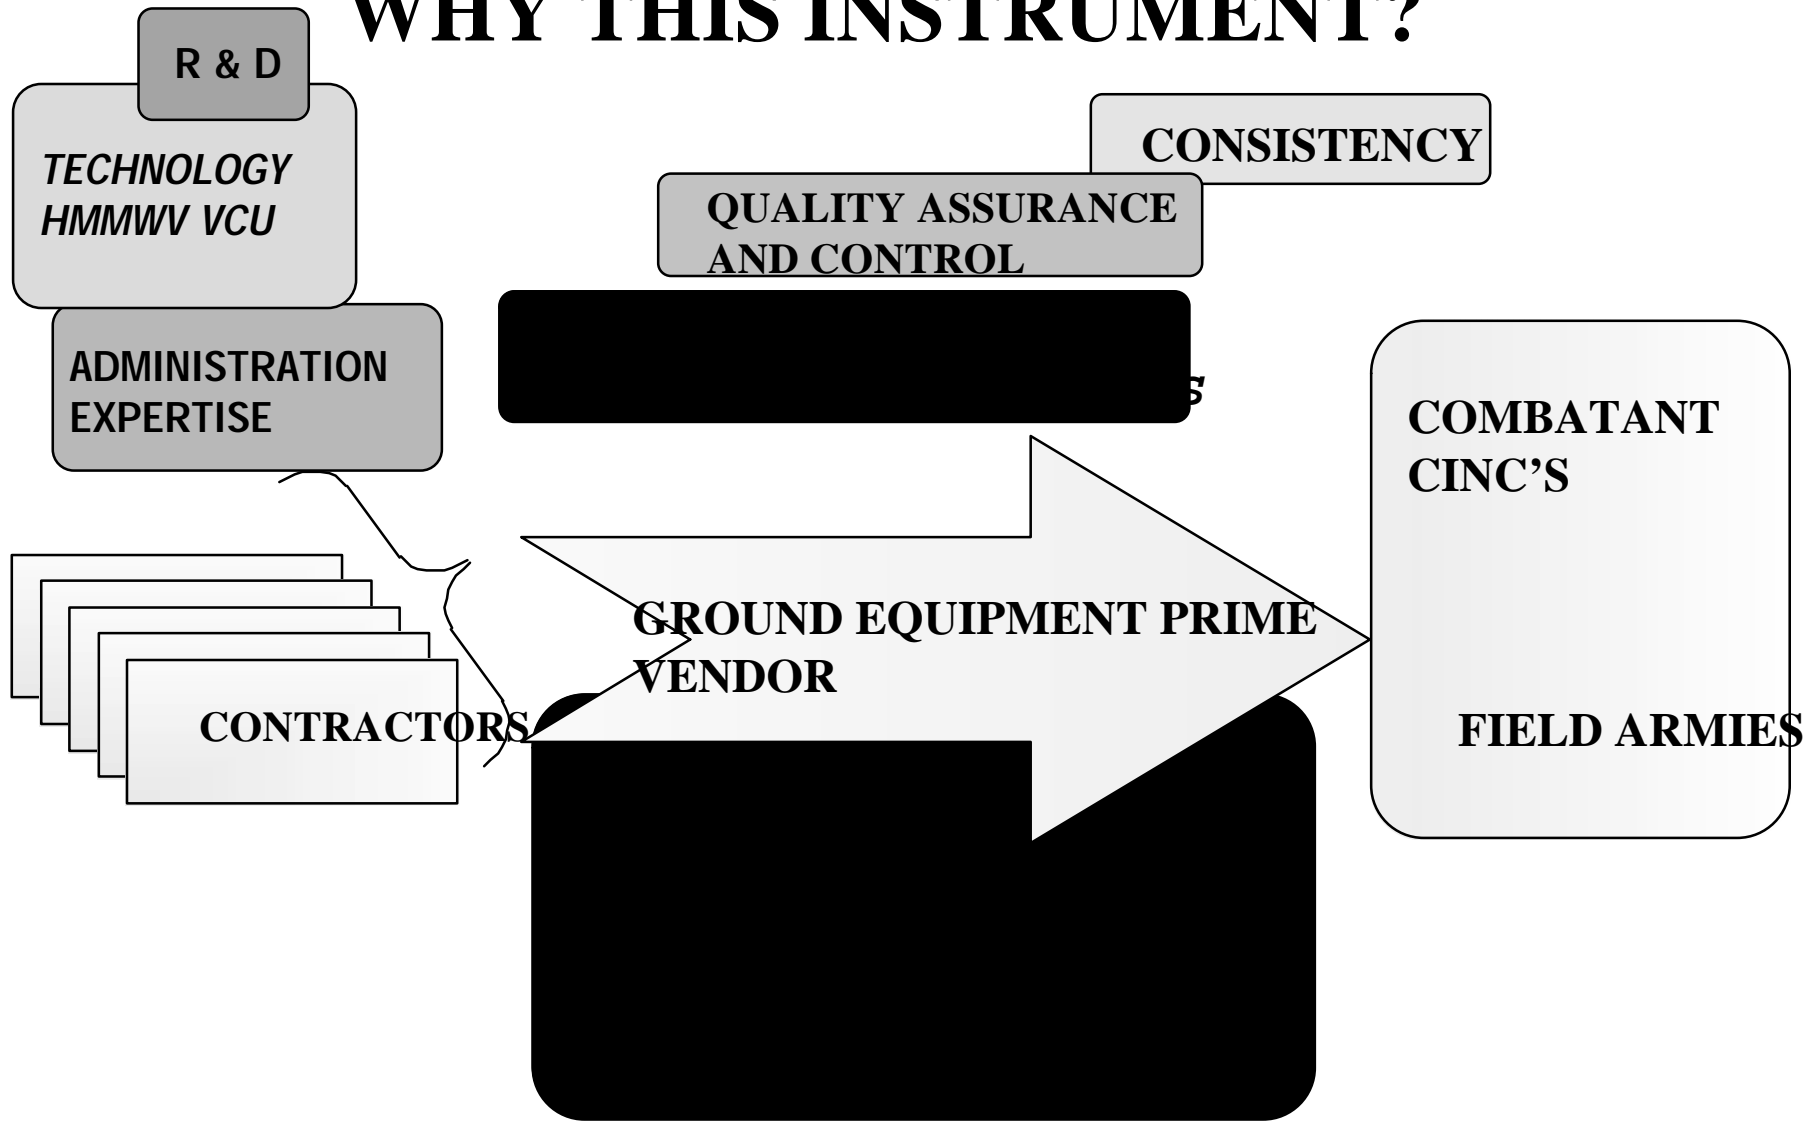 WHY THIS INSTRUMENT?
R & D
TECHNOLOGY
HMMWV VCU
CONSISTENCY
QUALITY ASSURANCE
AND CONTROL
ADMINISTRATION
EXPERTISE
COMBATANT
CINC’S
GROUND EQUIPMENT PRIME
VENDOR
CONTRACTORS
FIELD ARMIES